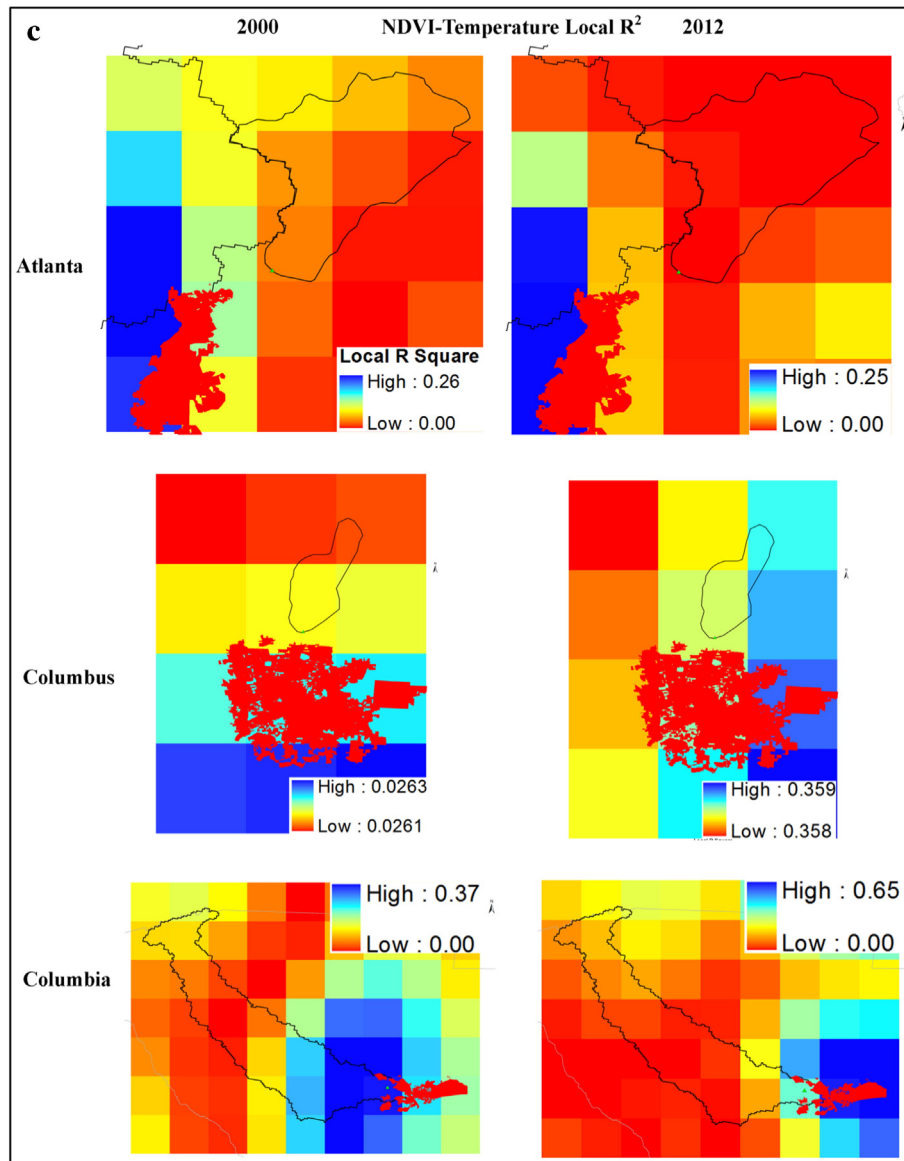 c
2000 NDVI-Temperature Local R² 2012
Atlanta
Local R Square
High : 0.26
Low : 0.00
High : 0.25
Low : 0.00
Columbus
High : 0.0263
Low : 0.0261
High : 0.359
Low : 0.358
Columbia
High : 0.37
Low : 0.00
High : 0.65
Low : 0.00